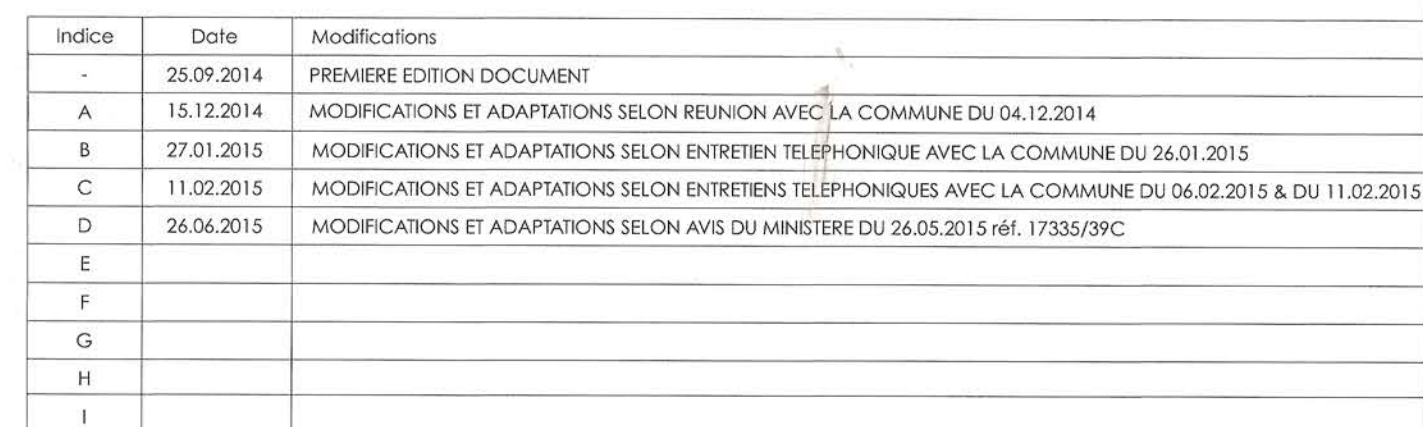 Indice Date Modifications
- 25.09.2014 PREMIERE EDITION DOCUMENT
A 15.12.2014 MODIFICATIONS ET ADAPTATIONS SELON REUNION AVEC LA COMMUNE DU 04.12.2014
B 27.01.2015 MODIFICATIONS ET ADAPTATIONS SELON ENTRETIEN TELEPHONIQUE AVEC LA COMMUNE DU 26.01.2015
C 11.02.2015 MODIFICATIONS ET ADAPTATIONS SELON ENTRETIENS TELEPHONIQUES AVEC LA COMMUNE DU 06.02.2015 & DU 11.02.2015
D 26.06.2015 MODIFICATIONS ET ADAPTATIONS SELON AVIS DU MINISTERE DU 26.05.2015 réf. 17335/39C
E
F
G
H
I